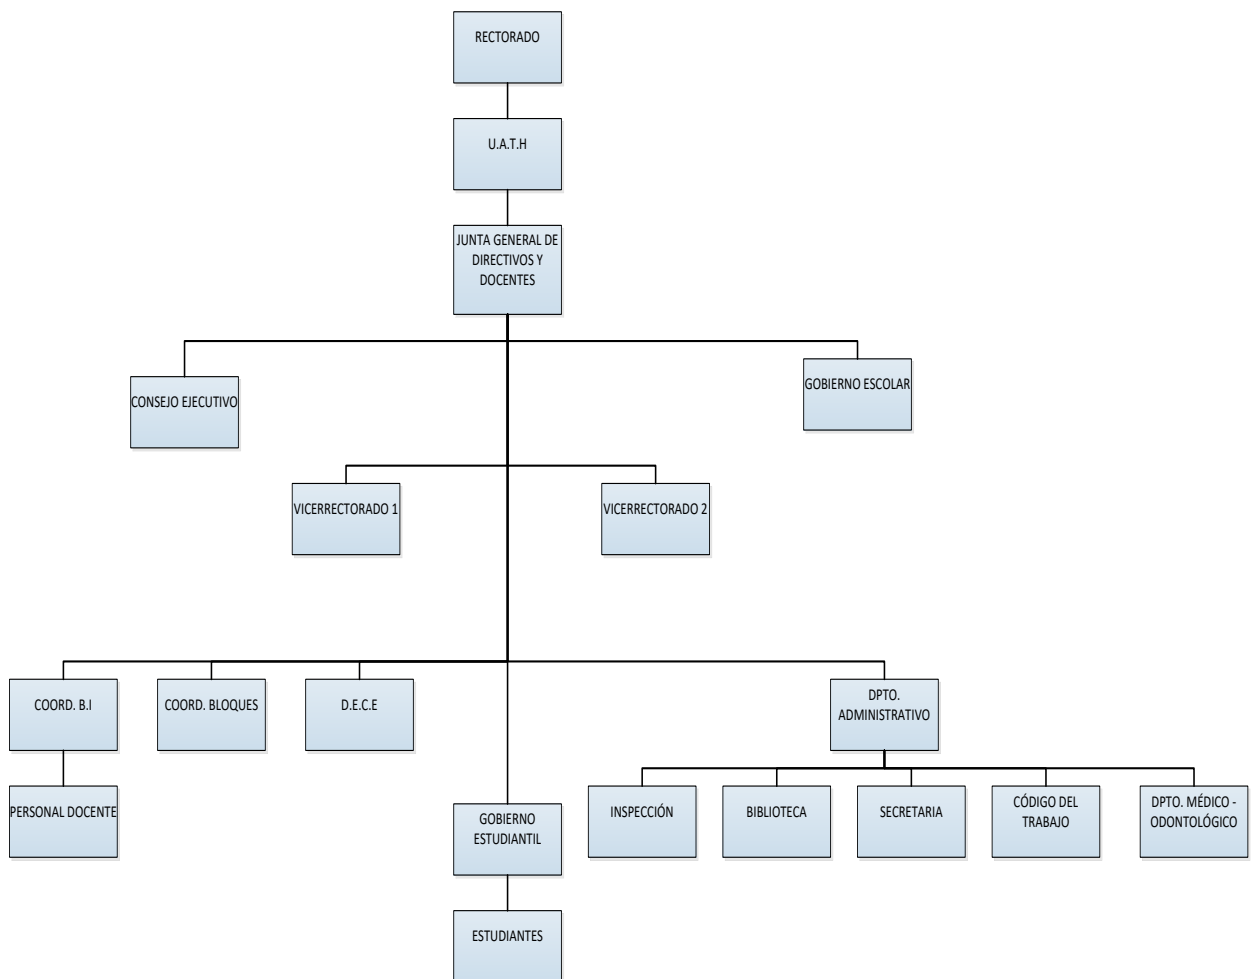 RECTORADO
U.A.T.H
JUNTA GENERAL DE
DIRECTIVOS Y
DOCENTES
CONSEJO EJECUTIVO
GOBIERNO ESCOLAR
VICERRECTORADO 1
VICERRECTORADO 2
COORD. B.I
COORD. BLOQUES
D.E.C.E
DPTO.
ADMINISTRATIVO
PERSONAL DOCENTE
GOBIERNO
ESTUDIANTIL
INSPECCIÓN
BIBLIOTECA
SECRETARIA
CÓDIGO DEL
TRABAJO
DPTO. MÉDICO -
ODONTOLÓGICO
ESTUDIANTES